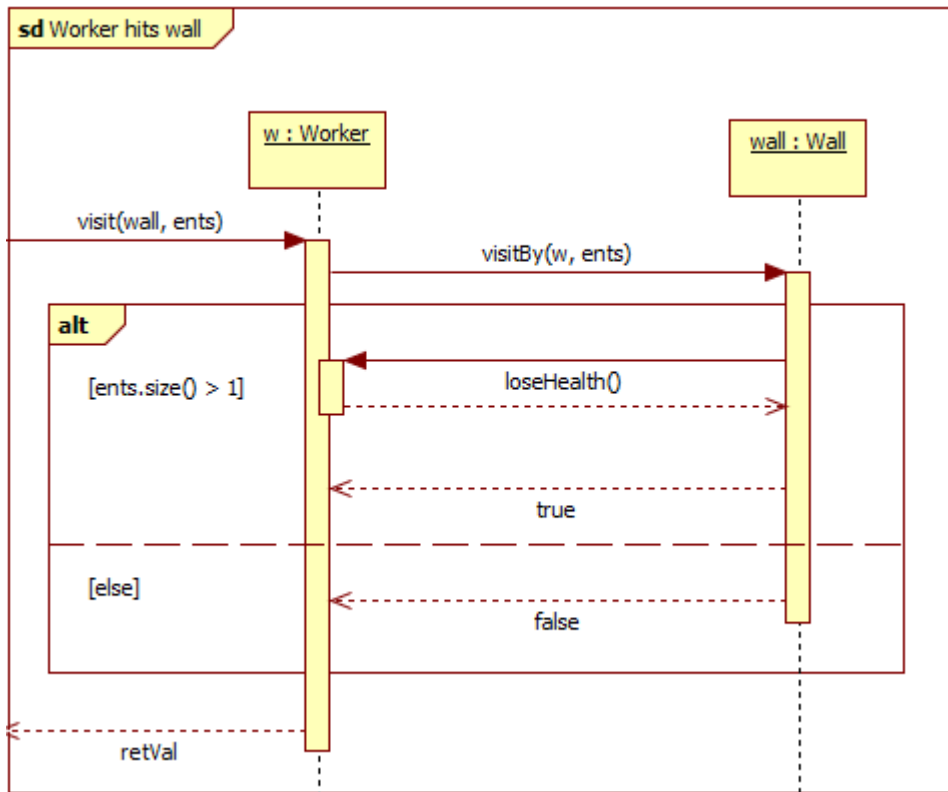 sd Worker hits wall
w : Worker
wall : Wall
visit(wall, ents)
visitBy(w, ents)
alt
[ents.size() > 1]
loseHealth()
true
[else]
false
retVal